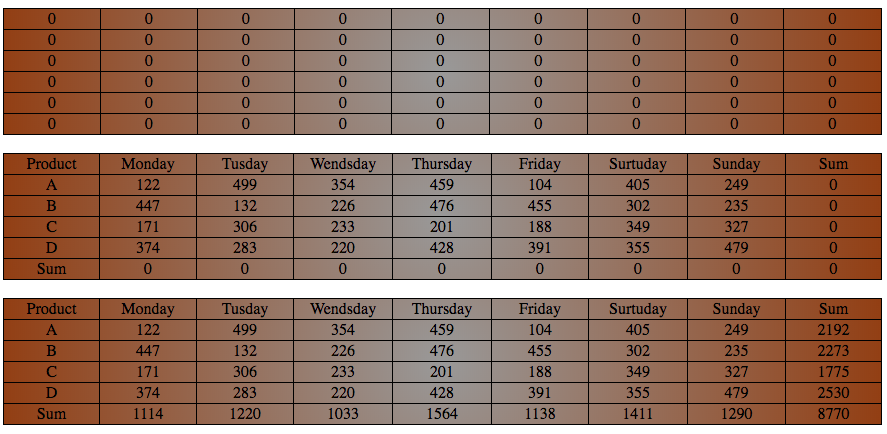 0 0 0 0 0 0 0 0 0
0 0 0 0 0 0 0 0 0
0 0 0 0 0 0 0 0 0
0 0 0 0 0 0 0 0 0
0 0 0 0 0 0 0 0 0
0 0 0 0 0 0 0 0 0
Product Monday Tusday Wendsday Thursday Friday Surtuday Sunday Sum
A 122 499 354 459 104 405 249 0
B 447 132 226 476 455 302 235 0
C 171 306 233 201 188 349 327 0
D 374 283 220 428 391 355 479 0
Sum 0 0 0 0 0 0 0 0
Product Monday Tusday Wendsday Thursday Friday Surtuday Sunday Sum
A 122 499 354 459 104 405 249 2192
B 447 132 226 476 455 302 235 2273
C 171 306 233 201 188 349 327 1775
D 374 283 220 428 391 355 479 2530
Sum 1114 1220 1033 1564 1138 1411 1290 8770